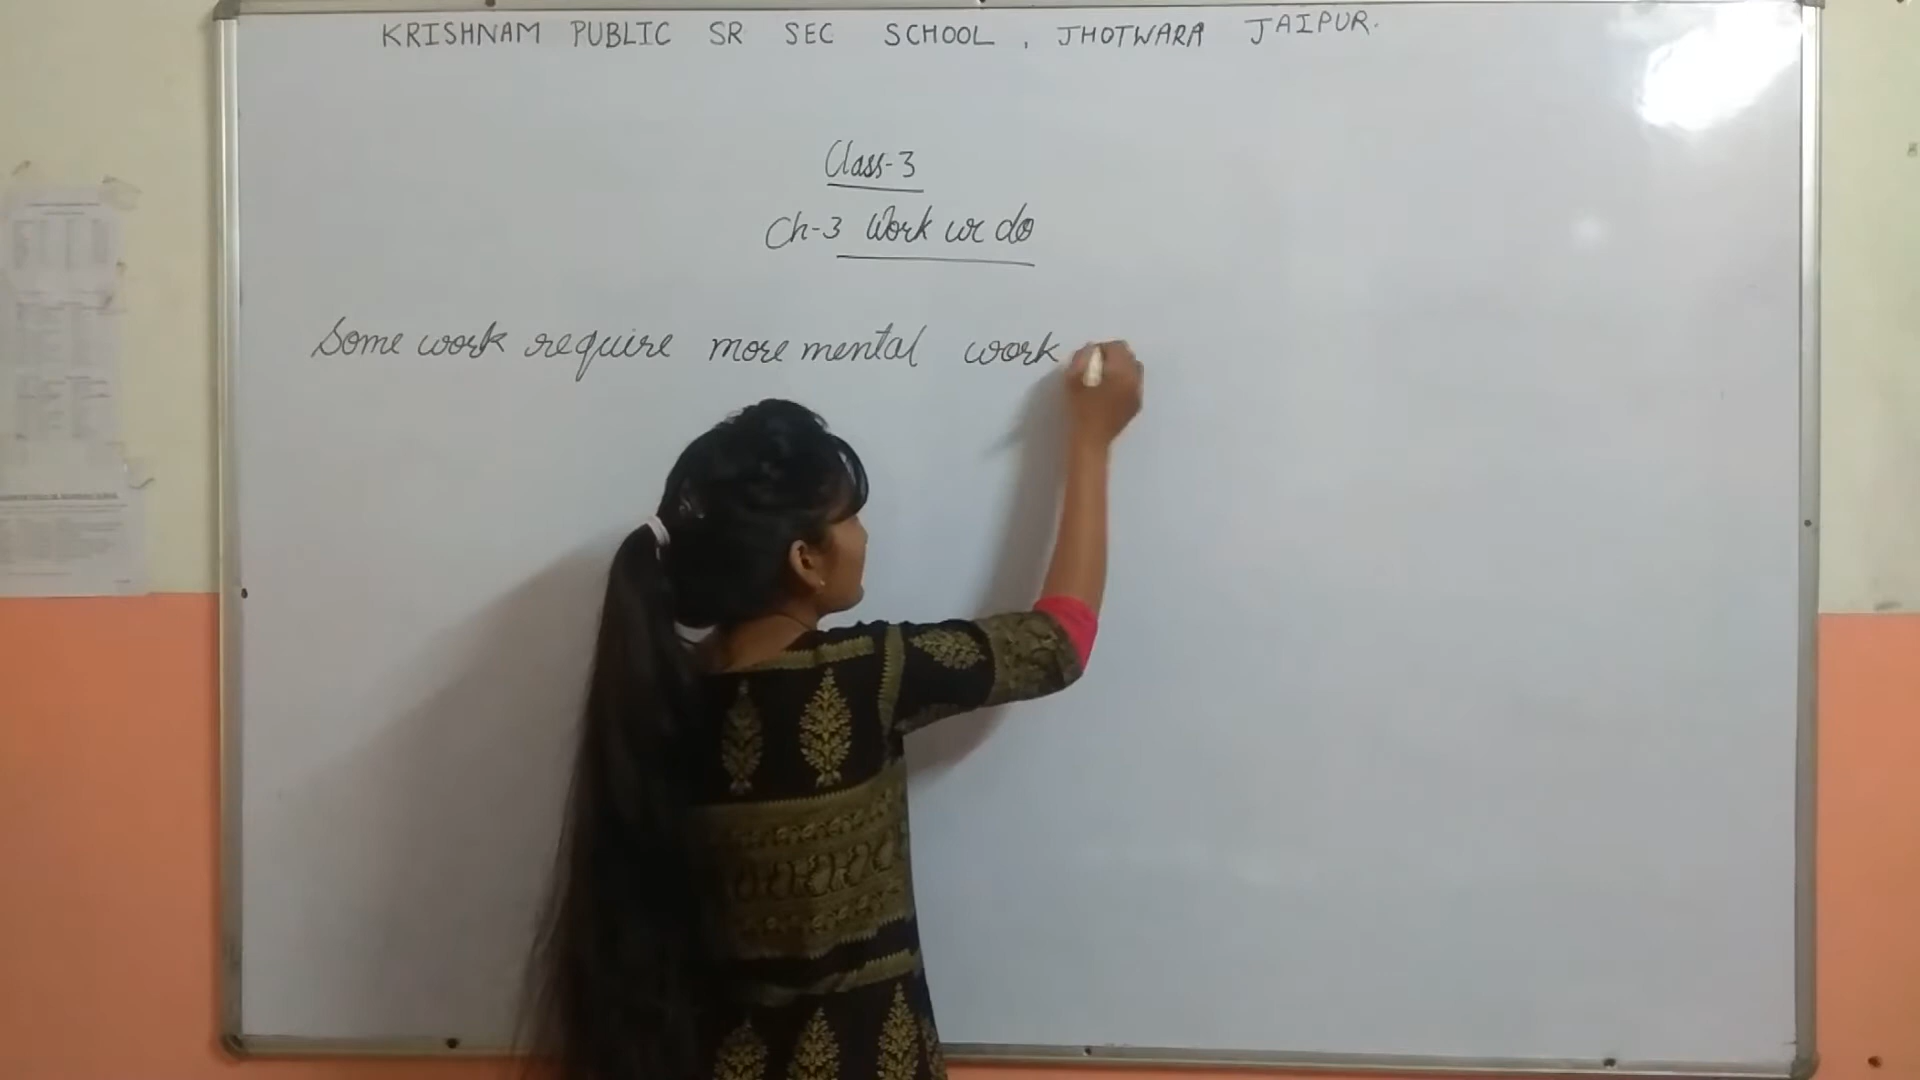 KRISHNAM PUBLIC SR SEC SCHOOL, JHOTWARA JAIPUR.
Class-3
Ch-3 Work we do
Some work require more mental work